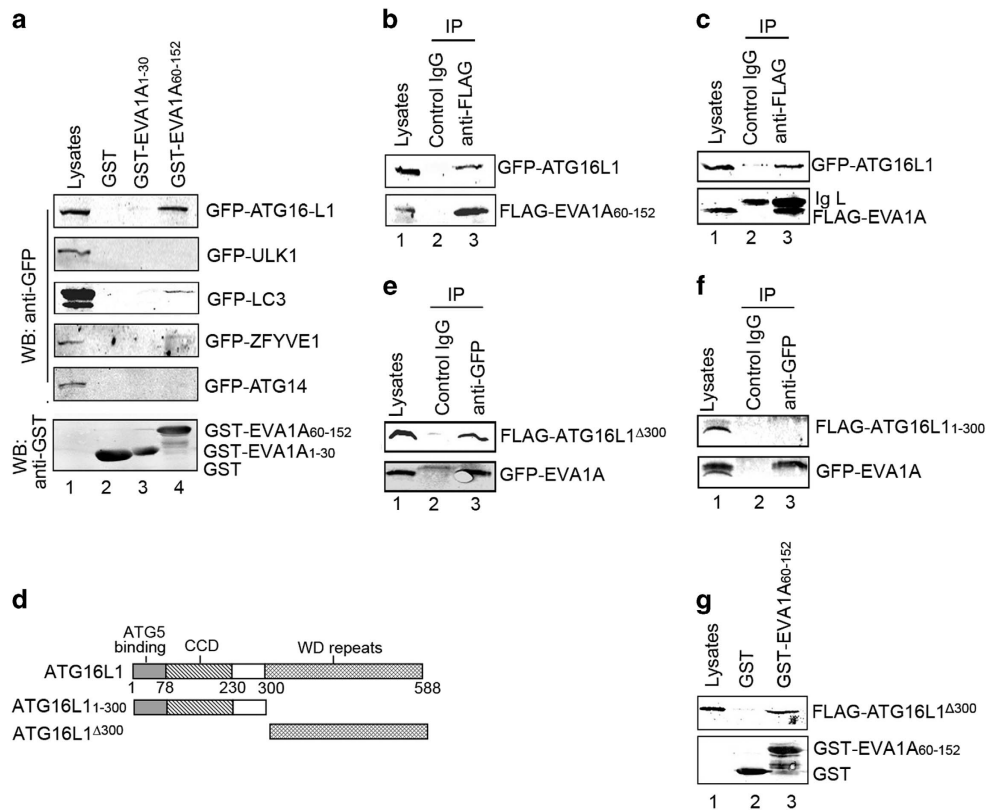 a
Lysates
GST
GST-EVA1A1-30
GST-EVA1A60-152
WB: anti-GFP
GFP-ATG16-L1
GFP-ULK1
GFP-LC3
GFP-ZFYVE1
GFP-ATG14
WB:
anti-GST
GST-EVA1A60-152
GST-EVA1A1-30
GST
1 2 3 4
b
IP
Lysates
Control IgG
anti-FLAG
GFP-ATG16L1
FLAG-EVA1A60-152
1 2 3
c
IP
Lysates
Control IgG
anti-FLAG
GFP-ATG16L1
Ig L
FLAG-EVA1A
1 2 3
e
IP
Lysates
Control IgG
anti-GFP
FLAG-ATG16L1Δ300
GFP-EVA1A
1 2 3
f
IP
Lysates
Control IgG
anti-GFP
FLAG-ATG16L11-300
GFP-EVA1A
1 2 3
d
ATG5
binding
CCD
WD repeats
ATG16L1
1 78 230 300 588
ATG16L11-300
ATG16L1Δ300
g
Lysates
GST
GST-EVA1A60-152
FLAG-ATG16L1Δ300
GST-EVA1A60-152
GST
1 2 3